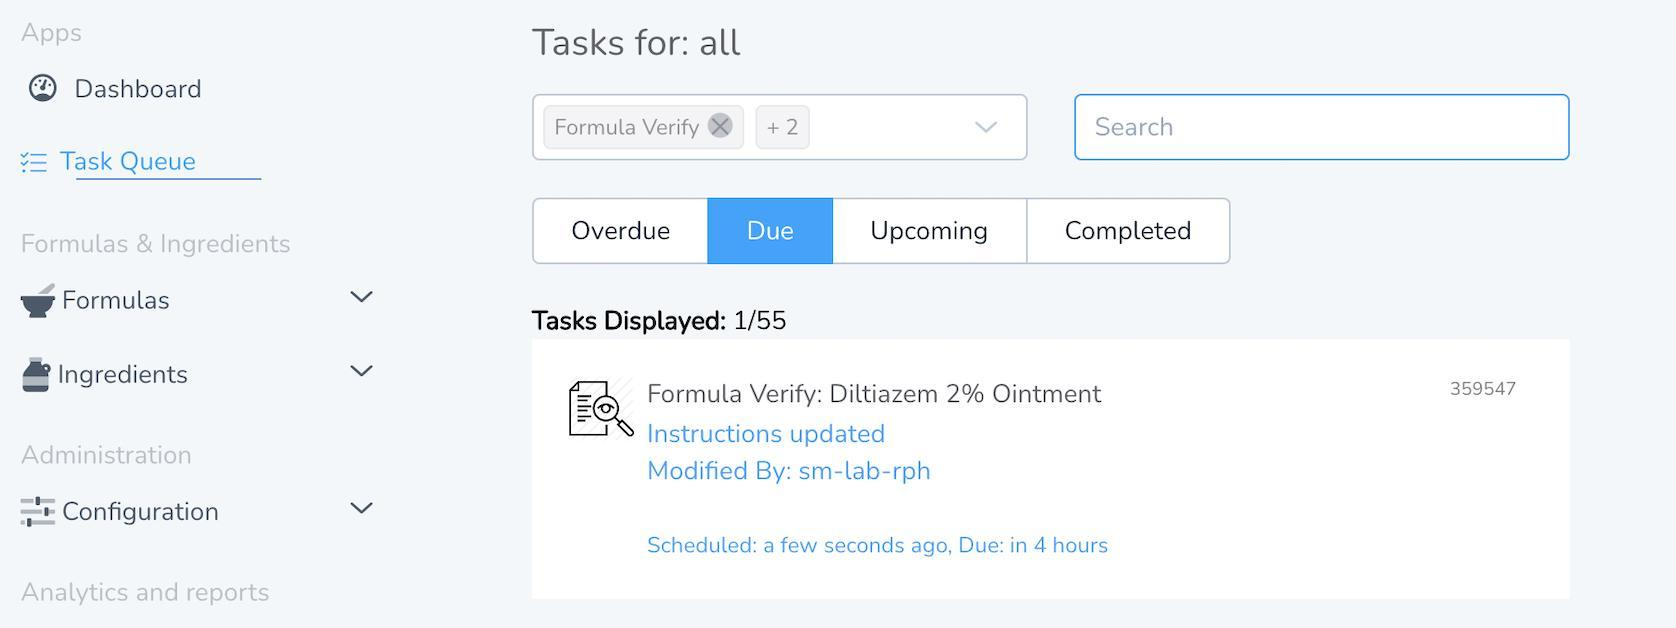 Apps
Dashboard
Task Queue
Formulas & Ingredients
Formulas
Ingredients
Administration
Configuration
Analytics and reports
Tasks for: all
Formula Verify + 2
Search
Overdue Due Upcoming Completed
Tasks Displayed: 1/55
Formula Verify: Diltiazem 2% Ointment 359547
Instructions updated
Modified By: sm-lab-rph
Scheduled: a few seconds ago, Due: in 4 hours